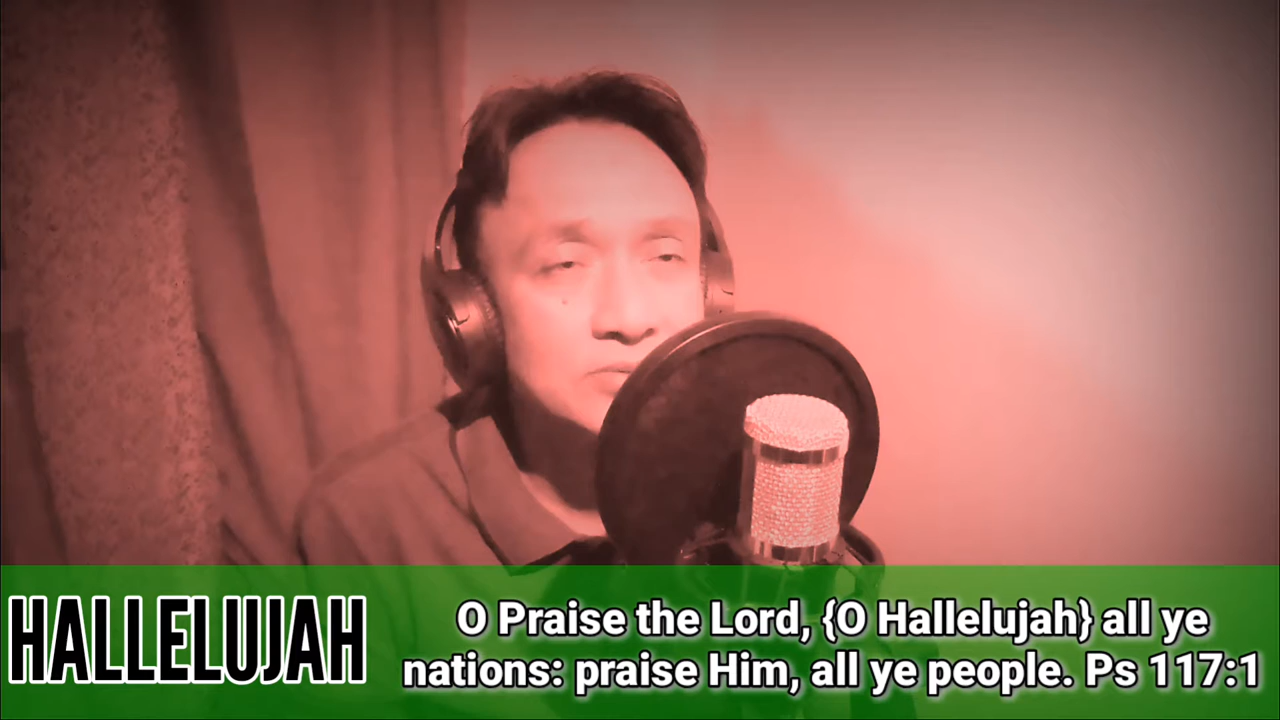 HALLELUJAH
O Praise the Lord, {O Hallelujah} all ye
nations: praise Him, all ye people. Ps 117:1